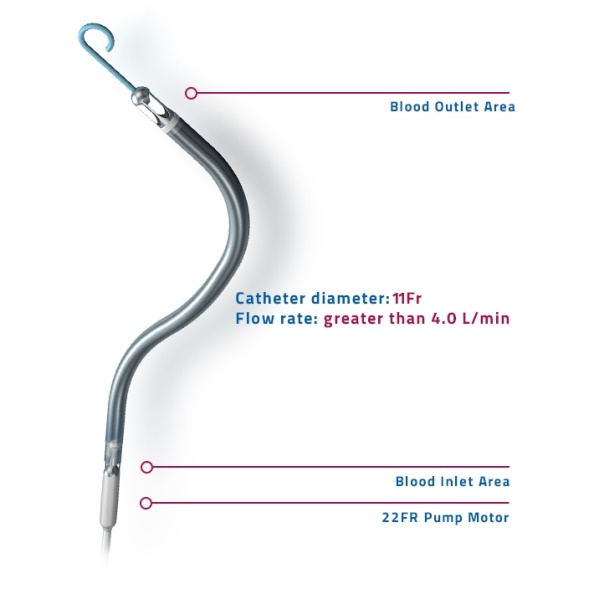 Blood Outlet Area
Catheter diameter: 11Fr
Flow rate: greater than 4.0 L/min
Blood Inlet Area
22FR Pump Motor